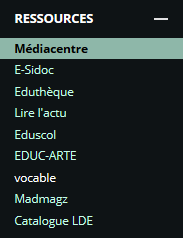 RESSOURCES
Médiacentre
E-Sidoc
Eduthèque
Lire l'actu
Eduscol
EDUC-ARTE
vocable
Madmagz
Catalogue LDE